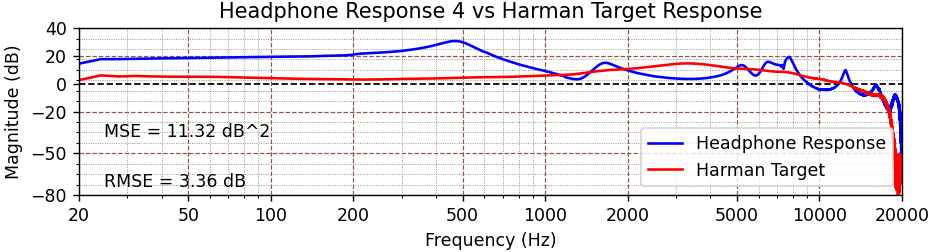 Headphone Response 4 vs Harman Target Response
Magnitude (dB)
40
20
0
−20
−50
−80
MSE = 11.32 dB^2
RMSE = 3.36 dB
Headphone Response
Harman Target
20 50 100 200 500 1000 2000 5000 10000 20000
Frequency (Hz)